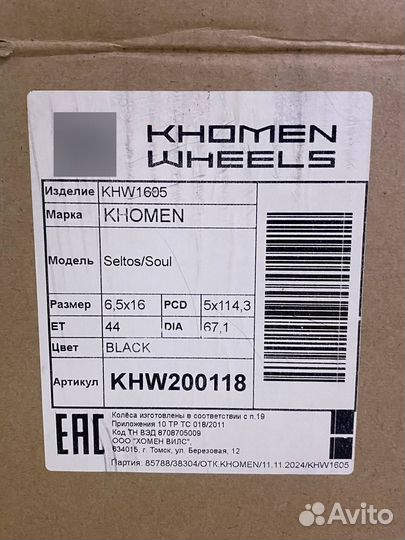 KHOMEN
WHEELS
Изделие KHW1605
Марка KHOMEN
Модель Seltos/Soul
Размер 6,5x16 PCD 5x114,3
ET 44 DIA 67,1
Цвет BLACK
Артикул KHW200118
EAC
Колёса изготовлены в соответствии с п.19
Приложения 10 ТР ТС 018/2011
Код ТН ВЭД 8708705009
ООО "ХОМЕН ВИЛС",
634015, г. Томск, ул. Березовая, 12
Партия: 85788/38304/ОТК.KHOMEN/11.11.2024/KHW1605
Avito